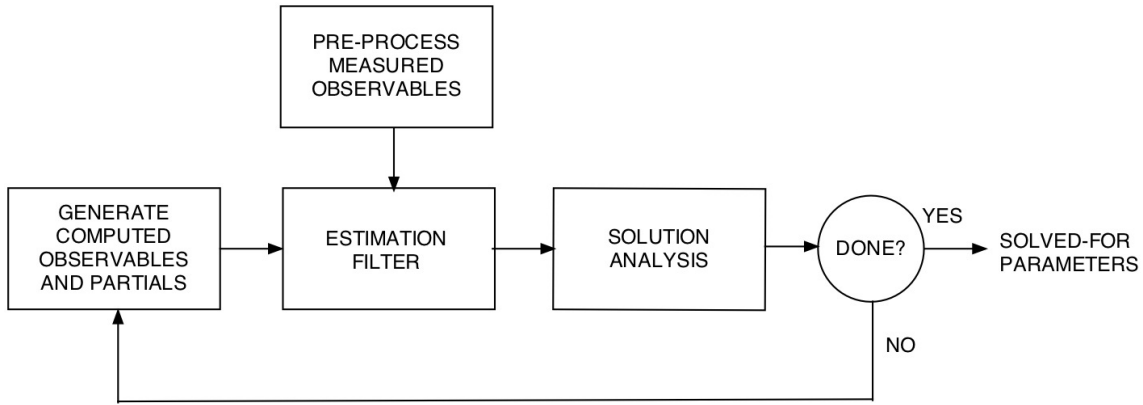 PRE-PROCESS
MEASURED
OBSERVABLES
GENERATE
COMPUTED
OBSERVABLES
AND PARTIALS
ESTIMATION
FILTER
SOLUTION
ANALYSIS
DONE?
YES
SOLVED-FOR
PARAMETERS
NO